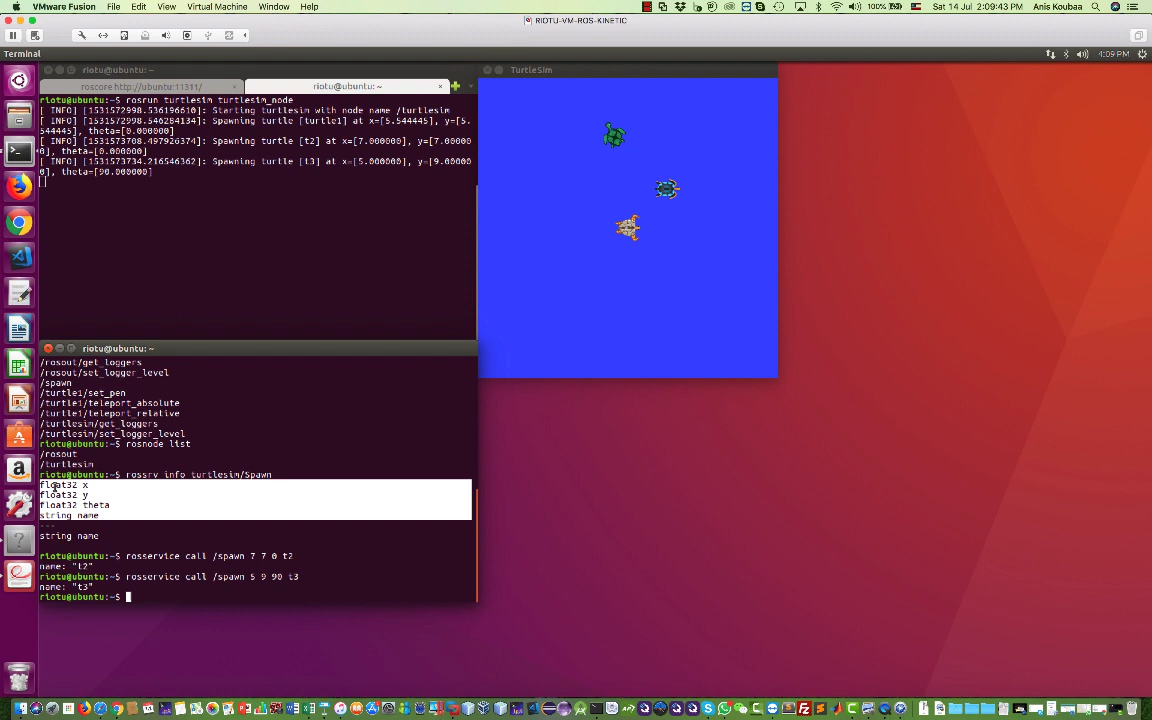 VMware Fusion File Edit View Virtual Machine Window Help
100% Sat 14 Jul 2:09:43 PM Anis Koubaa
RIOTU-VM-ROS-KINETIC
Terminal
4:09 PM
riotu@ubuntu: ~
TurtleSim
roscore http://ubuntu:11311/
riotu@ubuntu: ~
riotu@ubuntu:~$ rosrun turtlesim turtlesim_node
[ INFO] [1531572998.536196610]: Starting turtlesim with node name /turtlesim
[ INFO] [1531572998.546284134]: Spawning turtle [turtle1] at x=[5.544445], y=[5.
544445], theta=[0.000000]
[ INFO] [1531573708.497926374]: Spawning turtle [t2] at x=[7.000000], y=[7.0000
0], theta=[0.000000]
[ INFO] [1531573734.216546362]: Spawning turtle [t3] at x=[5.000000], y=[9.0000
0], theta=[90.000000]
riotu@ubuntu: ~
/rosout/get_loggers
/rosout/set_logger_level
/spawn
/turtle1/set_pen
/turtle1/teleport_absolute
/turtle1/teleport_relative
/turtlesim/get_loggers
/turtlesim/set_logger_level
riotu@ubuntu:~$ rosnode list
/rosout
/turtlesim
riotu@ubuntu:~$ rossrv info turtlesim/Spawn
float32 x
float32 y
float32 theta
string name
---
string name
riotu@ubuntu:~$ rosservice call /spawn 7 7 0 t2
name: "t2"
riotu@ubuntu:~$ rosservice call /spawn 5 9 90 t3
name: "t3"
riotu@ubuntu:~$